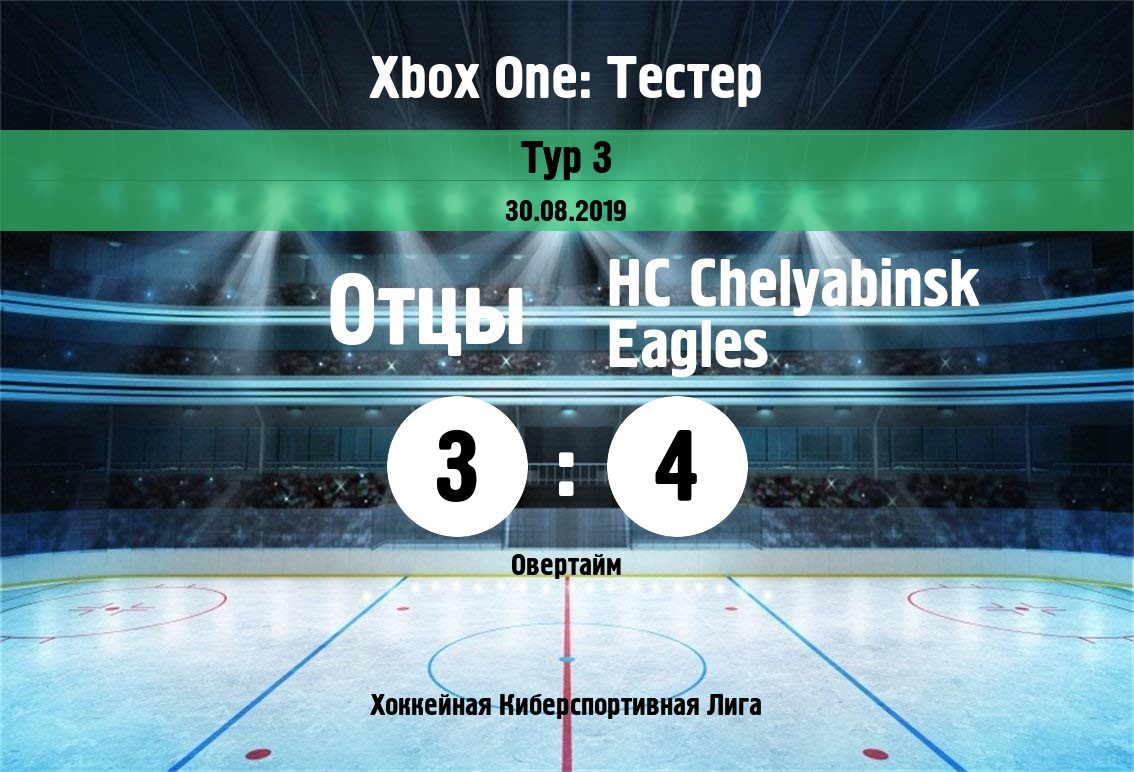 Xbox One: Тестер
Тур 3
30.08.2019
Отцы
HC Chelyabinsk
Eagles
3 : 4
Овертайм
Хоккейная Киберспортивная Лига